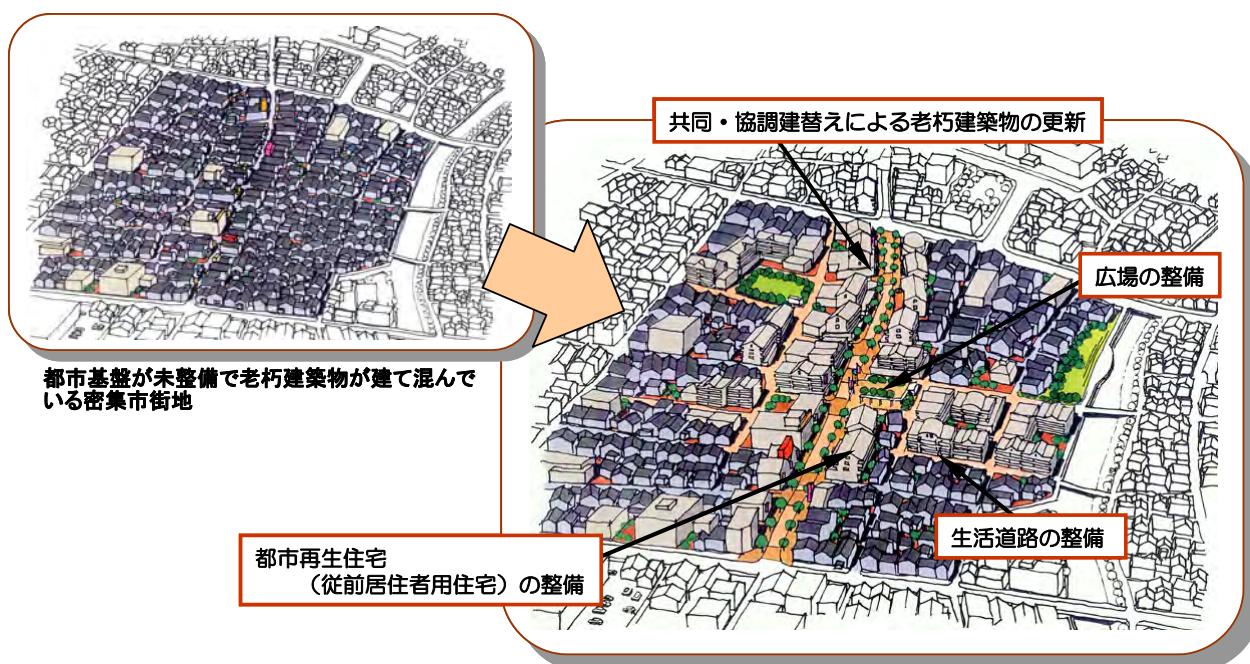 都市基盤が未整備で老朽建築物が建て混んで
いる密集市街地
共同・協調建替えによる老朽建築物の更新
広場の整備
生活道路の整備
都市再生住宅
（従前居住者用住宅）の整備